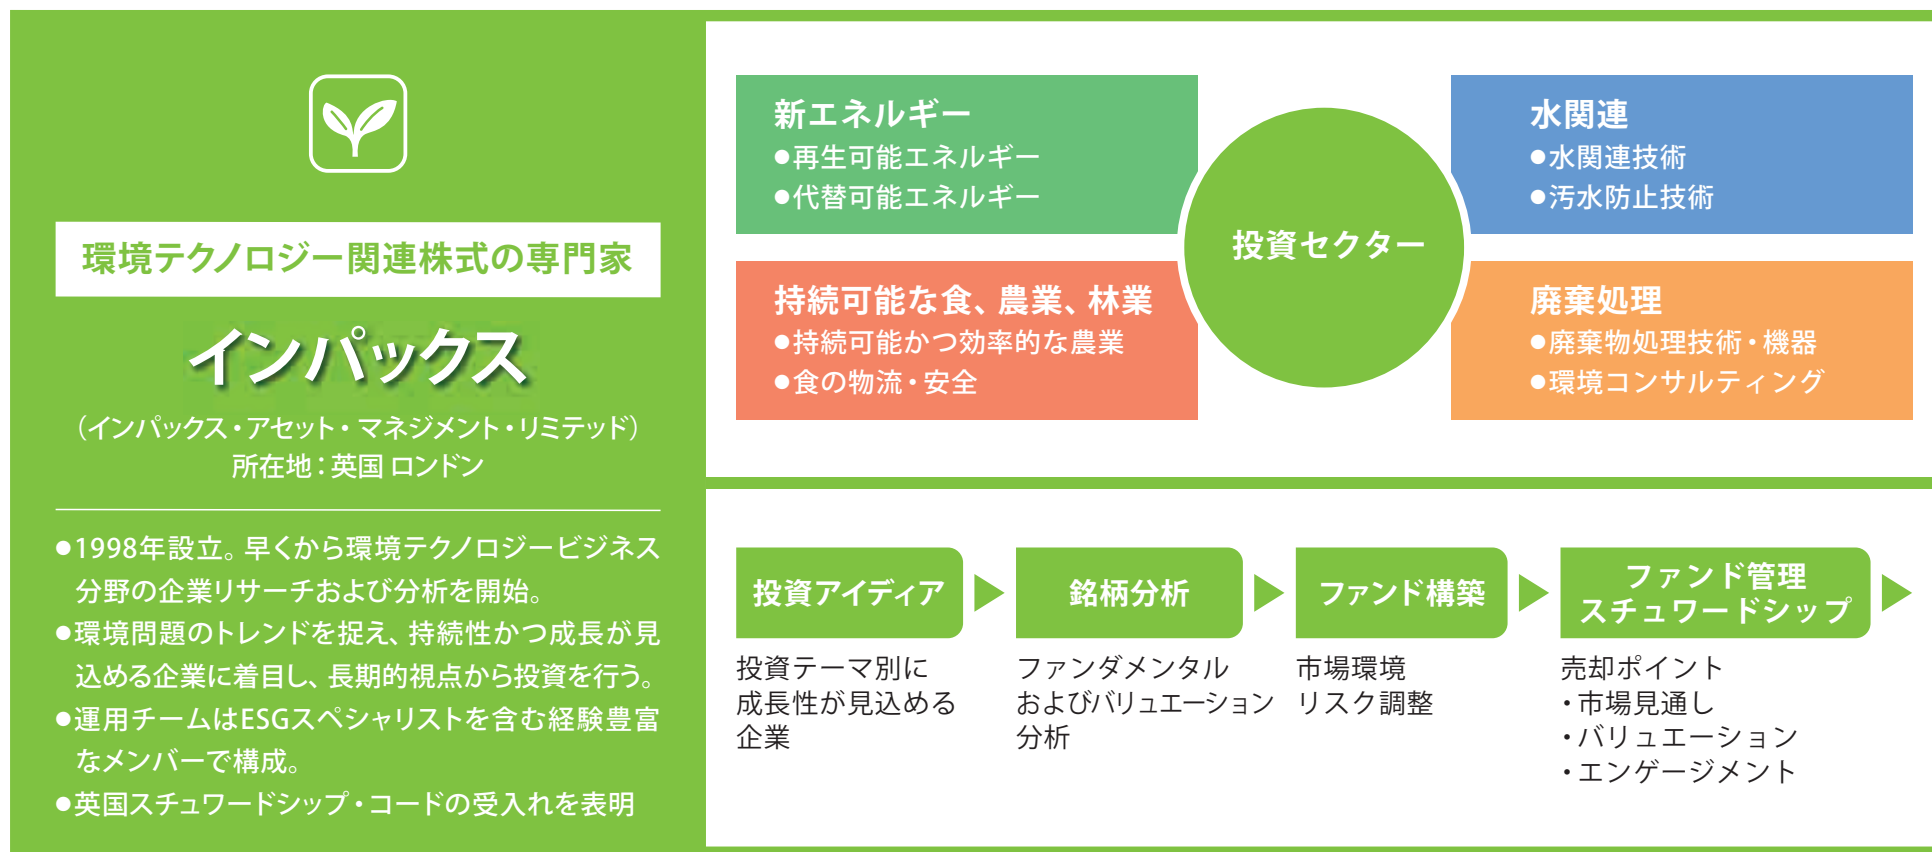 環境テクノロジー関連株式の専門家
インパックス
（インパックス・アセット・マネジメント・リミテッド）
所在地：英国 ロンドン
●1998年設立。早くから環境テクノロジービジネス
分野の企業リサーチおよび分析を開始。
●環境問題のトレンドを捉え、持続性かつ成長が見
込める企業に着目し、長期的視点から投資を行う。
●運用チームはESGスペシャリストを含む経験豊富
なメンバーで構成。
●英国スチュワードシップ・コードの受入れを表明
新エネルギー
●再生可能エネルギー
●代替可能エネルギー
水関連
●水関連技術
●汚水防止技術
投資セクター
持続可能な食、農業、林業
●持続可能かつ効率的な農業
●食の物流・安全
廃棄処理
●廃棄物処理技術・機器
●環境コンサルティング
投資アイディア
投資テーマ別に
成長性が見込める
企業
銘柄分析
ファンダメンタル
およびバリュエーション
分析
ファンド構築
市場環境
リスク調整
ファンド管理
スチュワードシップ
売却ポイント
・市場見通し
・バリュエーション
・エンゲージメント